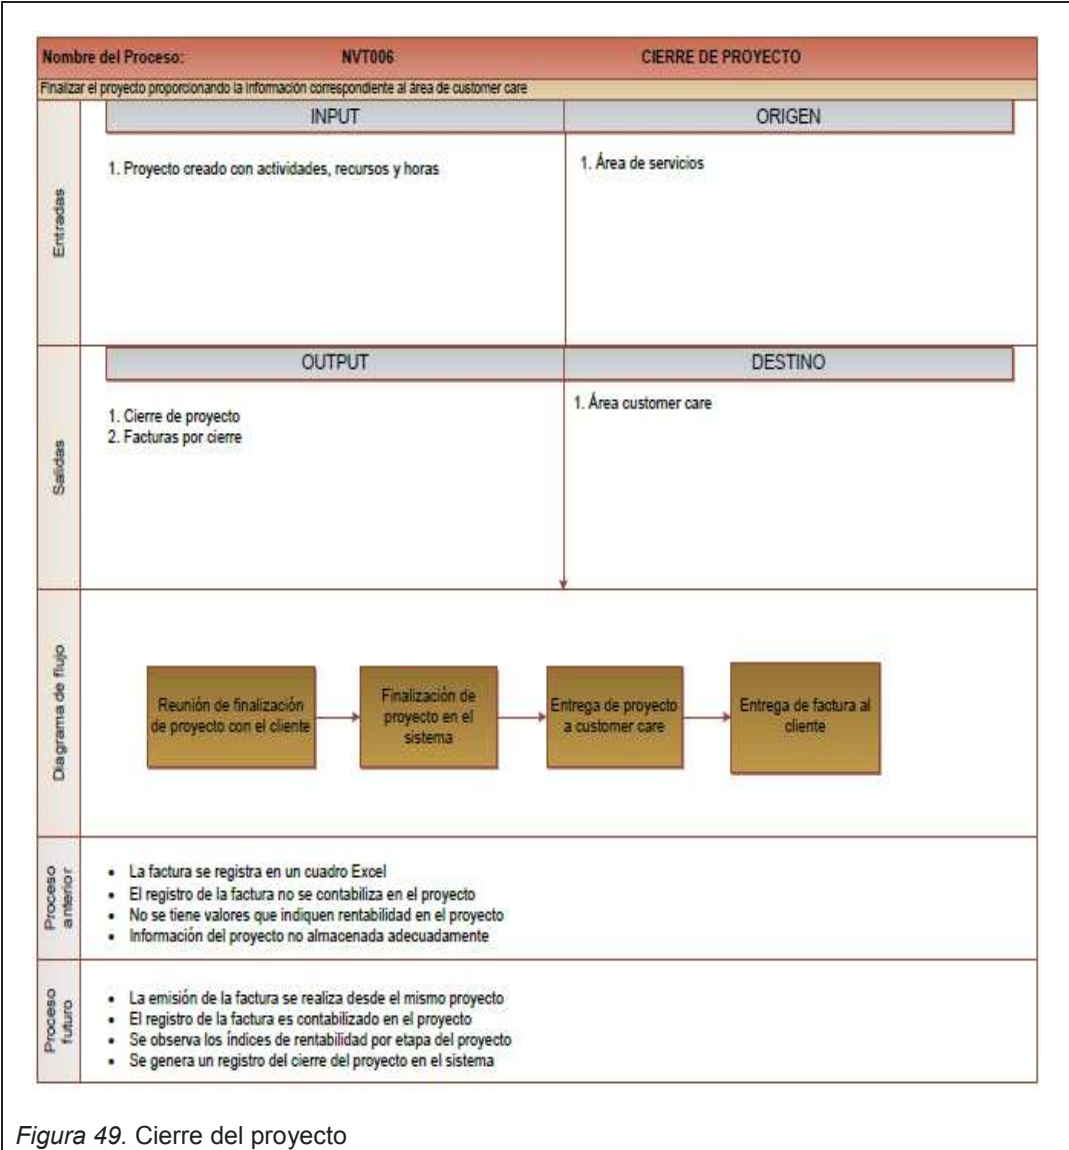 Nombre del Proceso: NVT006 CIERRE DE PROYECTO
Finalizar el proyecto proporcionando la información correspondiente al área de customer care
INPUT ORIGEN
Entradas
1. Proyecto creado con actividades, recursos y horas
1. Área de servicios
OUTPUT DESTINO
Salidas
1. Cierre de proyecto
2. Facturas por cierre
1. Área customer care
Diagrama de flujo
Reunión de finalización
de proyecto con el cliente
Finalización de
proyecto en el
sistema
Entrega de proyecto
a customer care
Entrega de factura al
cliente
Proceso
anterior
• La factura se registra en un cuadro Excel
• El registro de la factura no se contabiliza en el proyecto
• No se tiene valores que indiquen rentabilidad en el proyecto
• Información del proyecto no almacenada adecuadamente
Proceso
futuro
• La emisión de la factura se realiza desde el mismo proyecto
• El registro de la factura es contabilizado en el proyecto
• Se observa los índices de rentabilidad por etapa del proyecto
• Se genera un registro del cierre del proyecto en el sistema
Figura 49. Cierre del proyecto